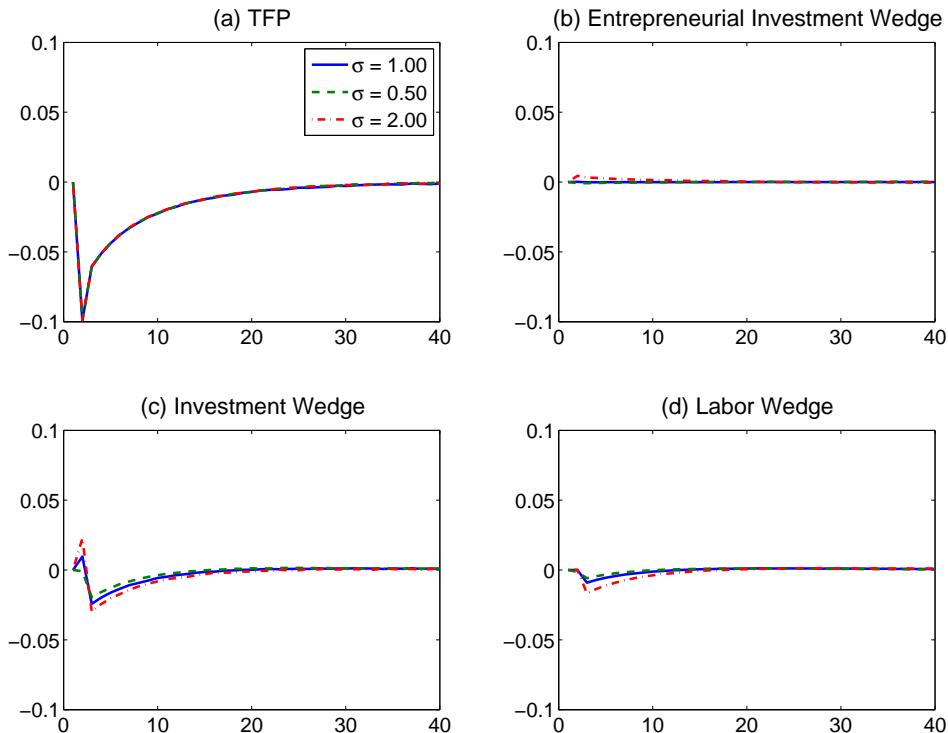 (a) TFP
0.1
0.05
0
−0.05
−0.1
0 10 20 30 40
σ = 1.00
σ = 0.50
σ = 2.00
(b) Entrepreneurial Investment Wedge
0.1
0.05
0
−0.05
−0.1
0 10 20 30 40
(c) Investment Wedge
0.1
0.05
0
−0.05
−0.1
0 10 20 30 40
(d) Labor Wedge
0.1
0.05
0
−0.05
−0.1
0 10 20 30 40